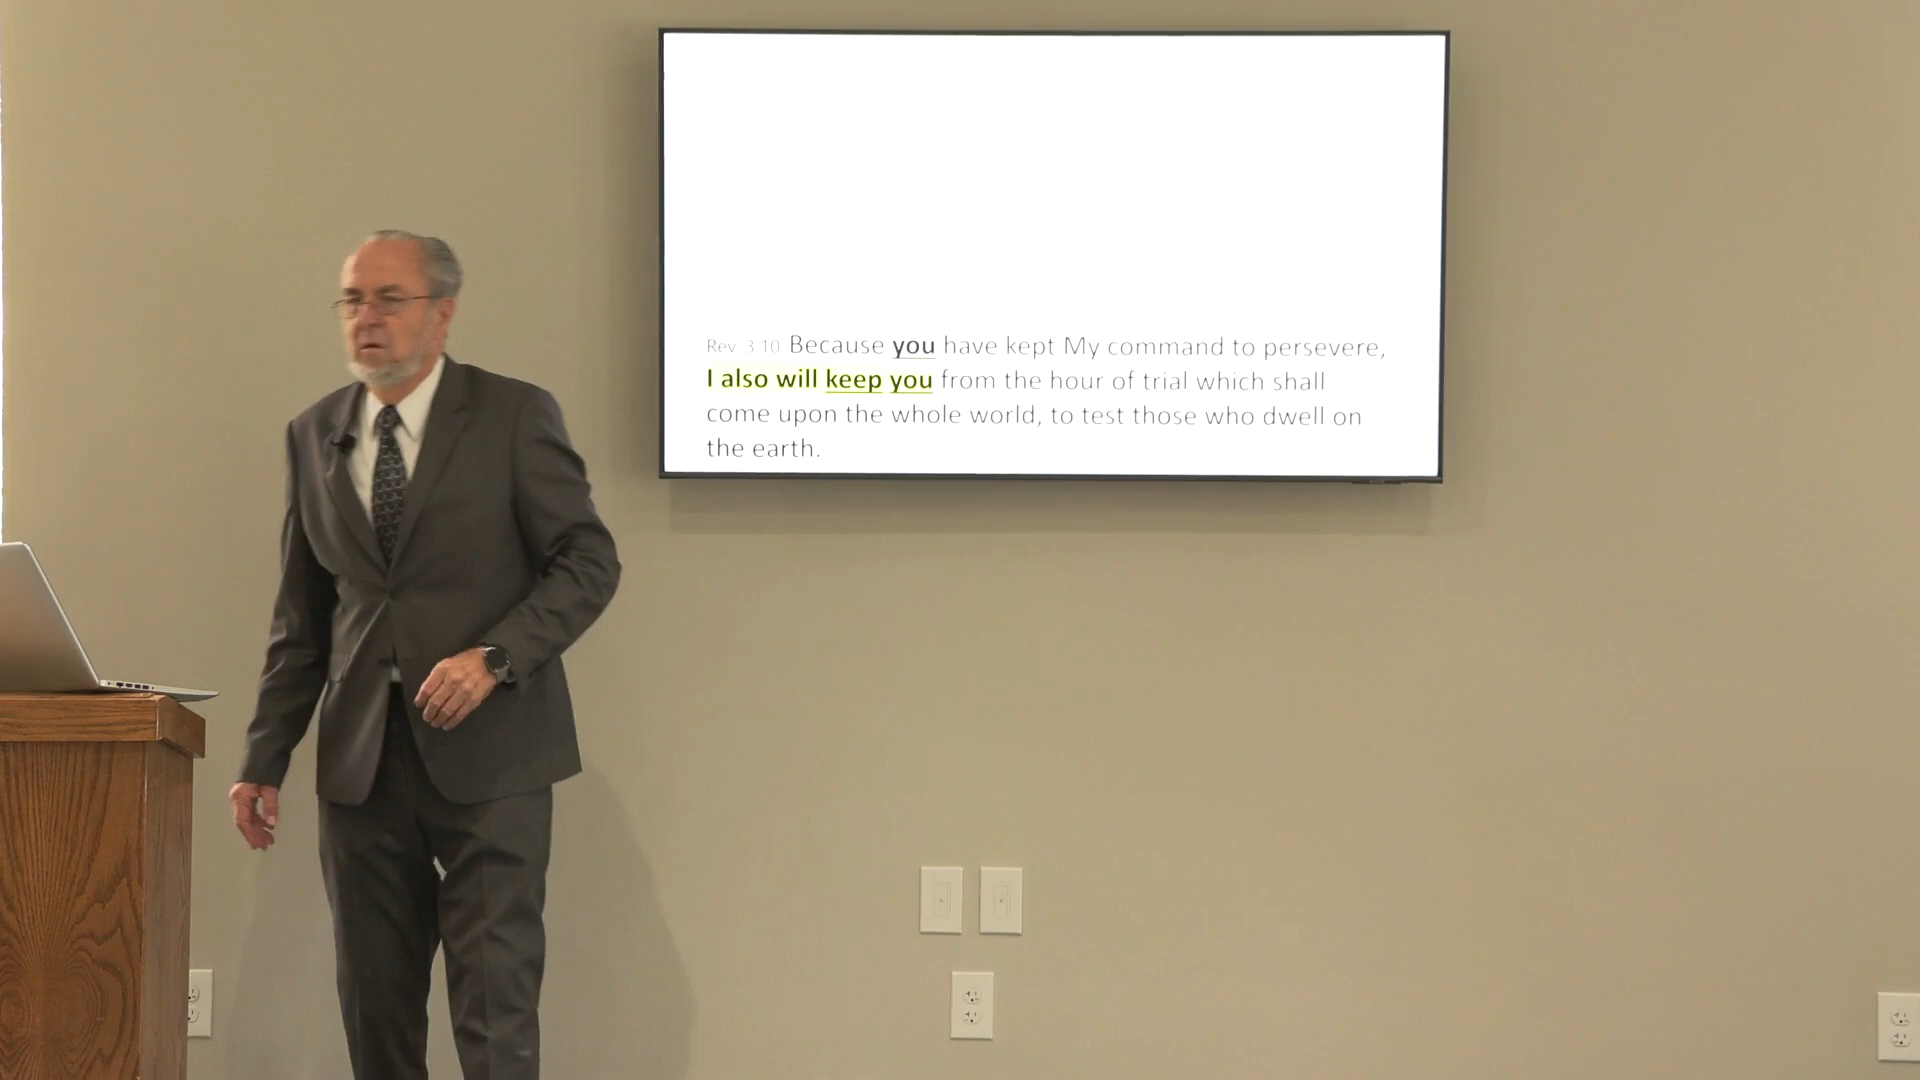 Rev 3:10 Because you have kept My command to persevere,
I also will keep you from the hour of trial which shall
come upon the whole world, to test those who dwell on
the earth.